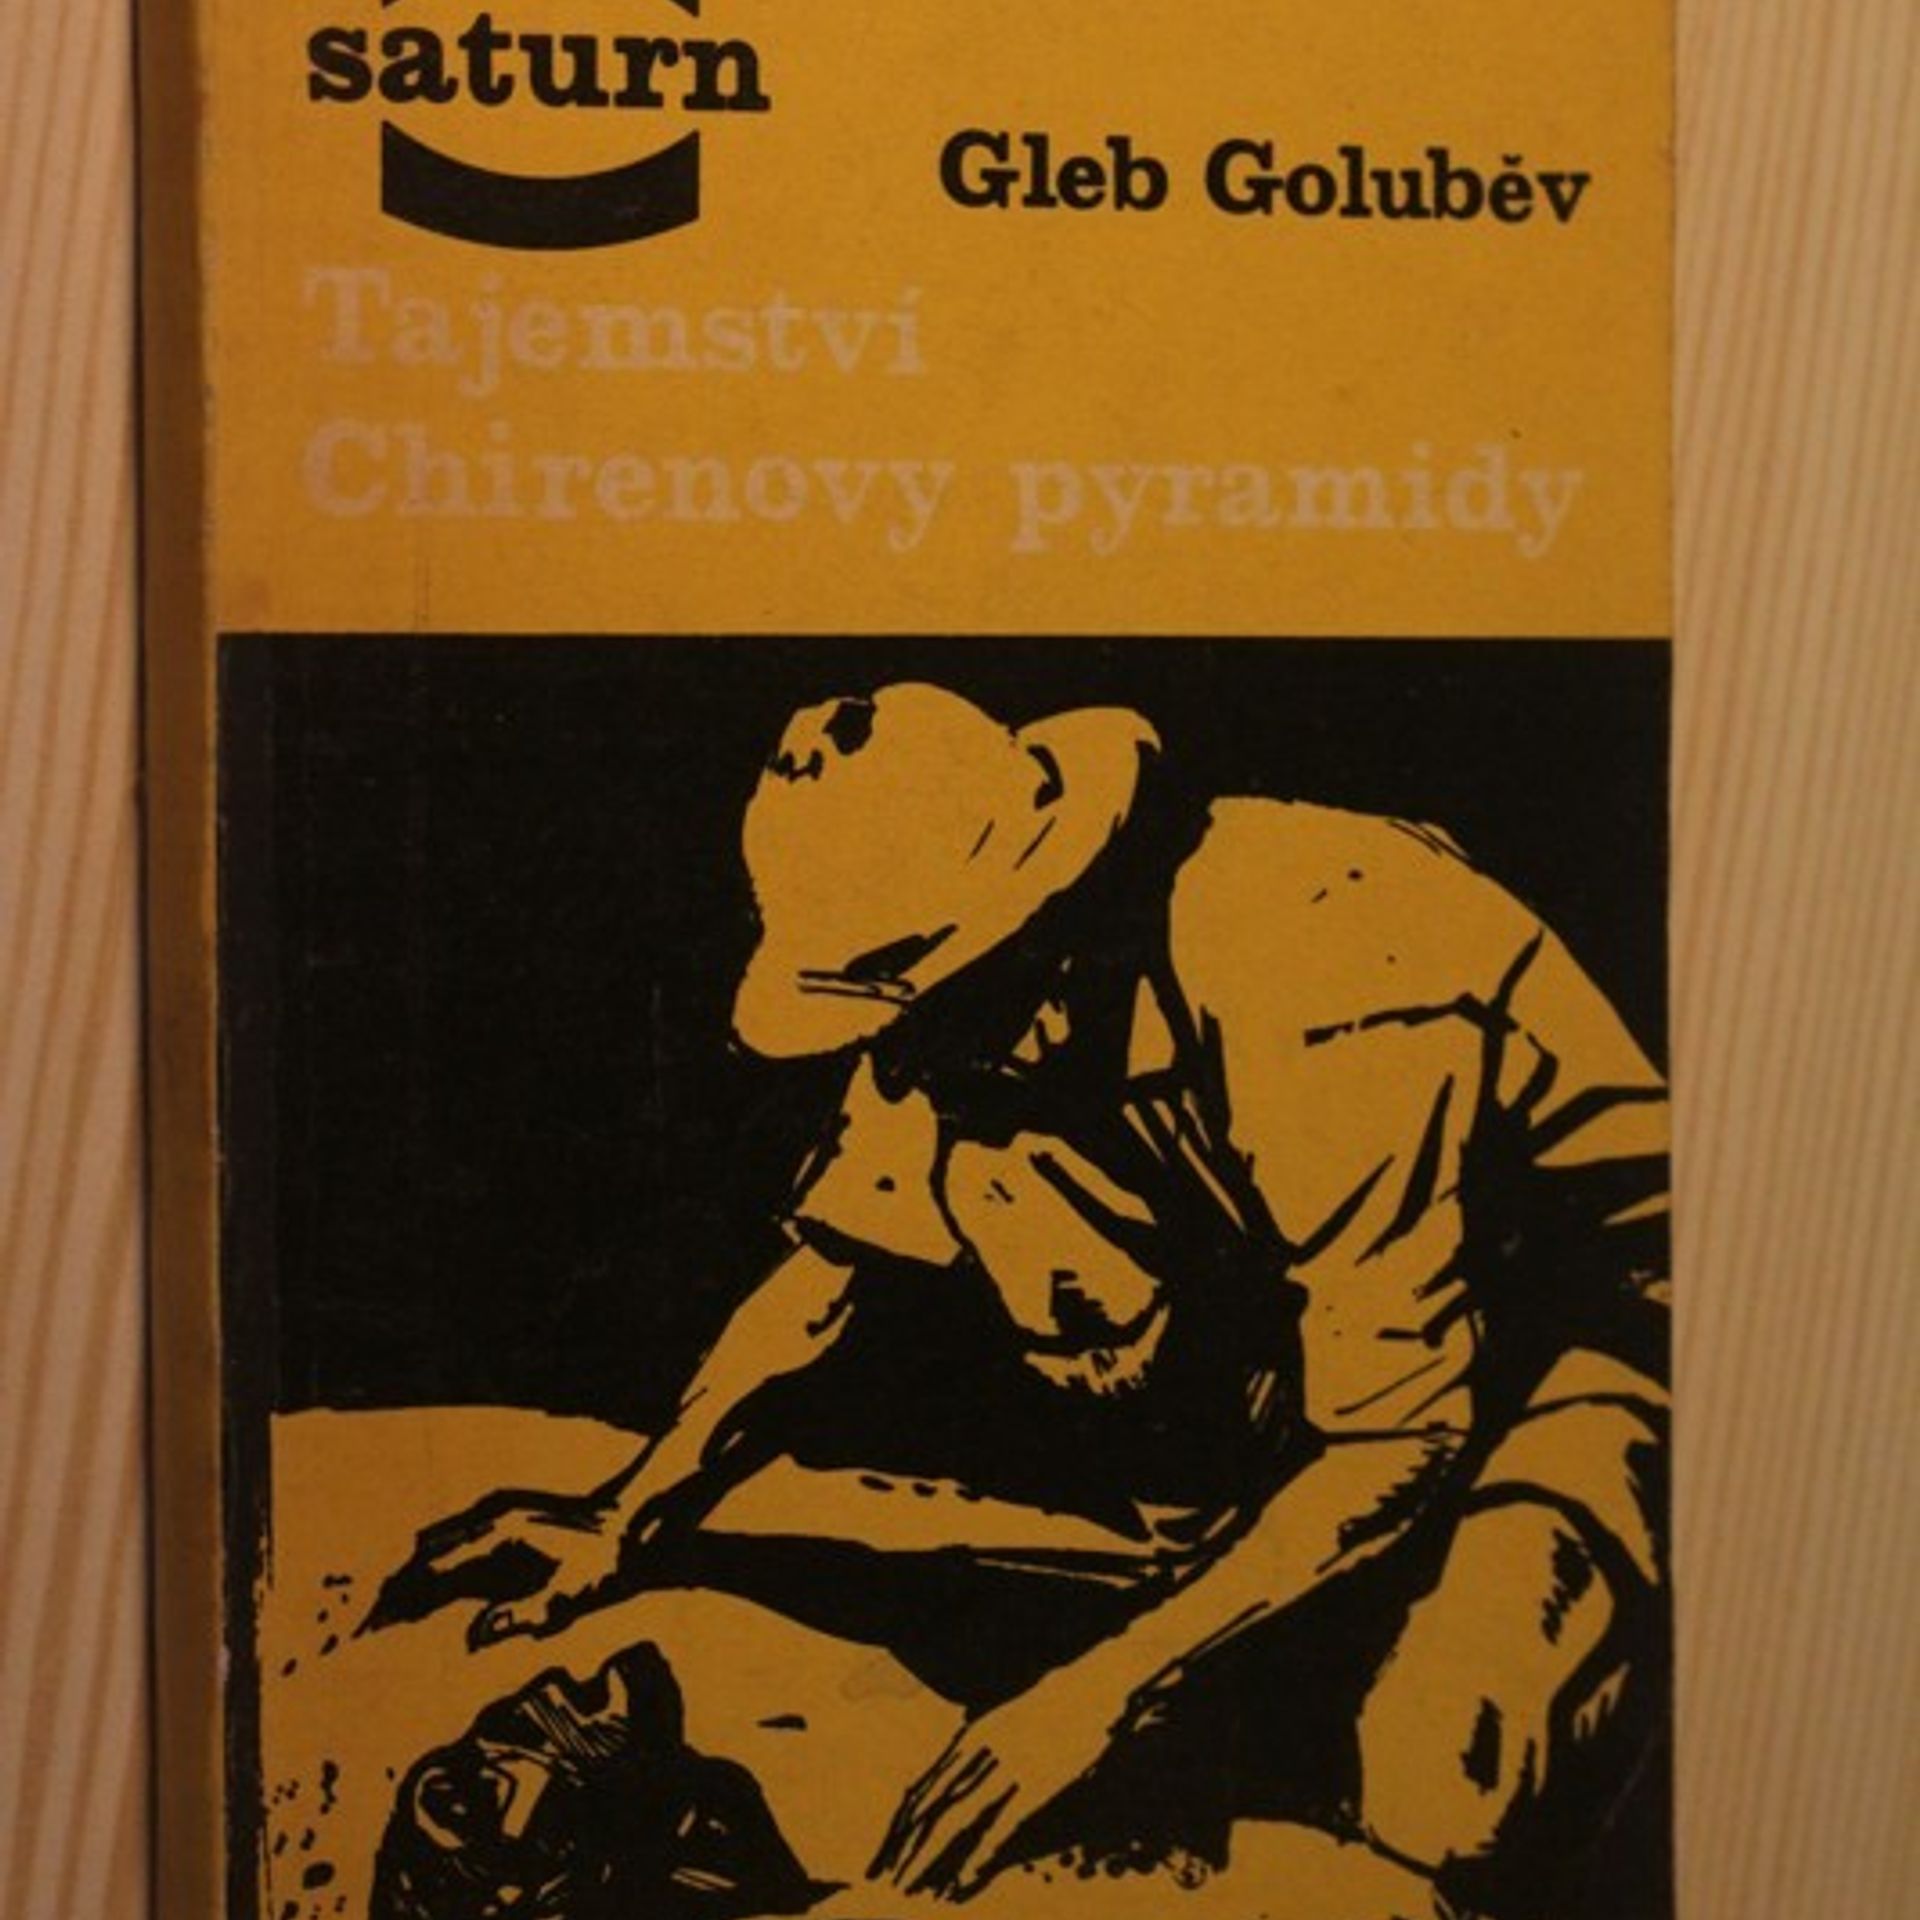 saturn
Gleb Goluběv
Tajemství
Chirenovy pyramidy